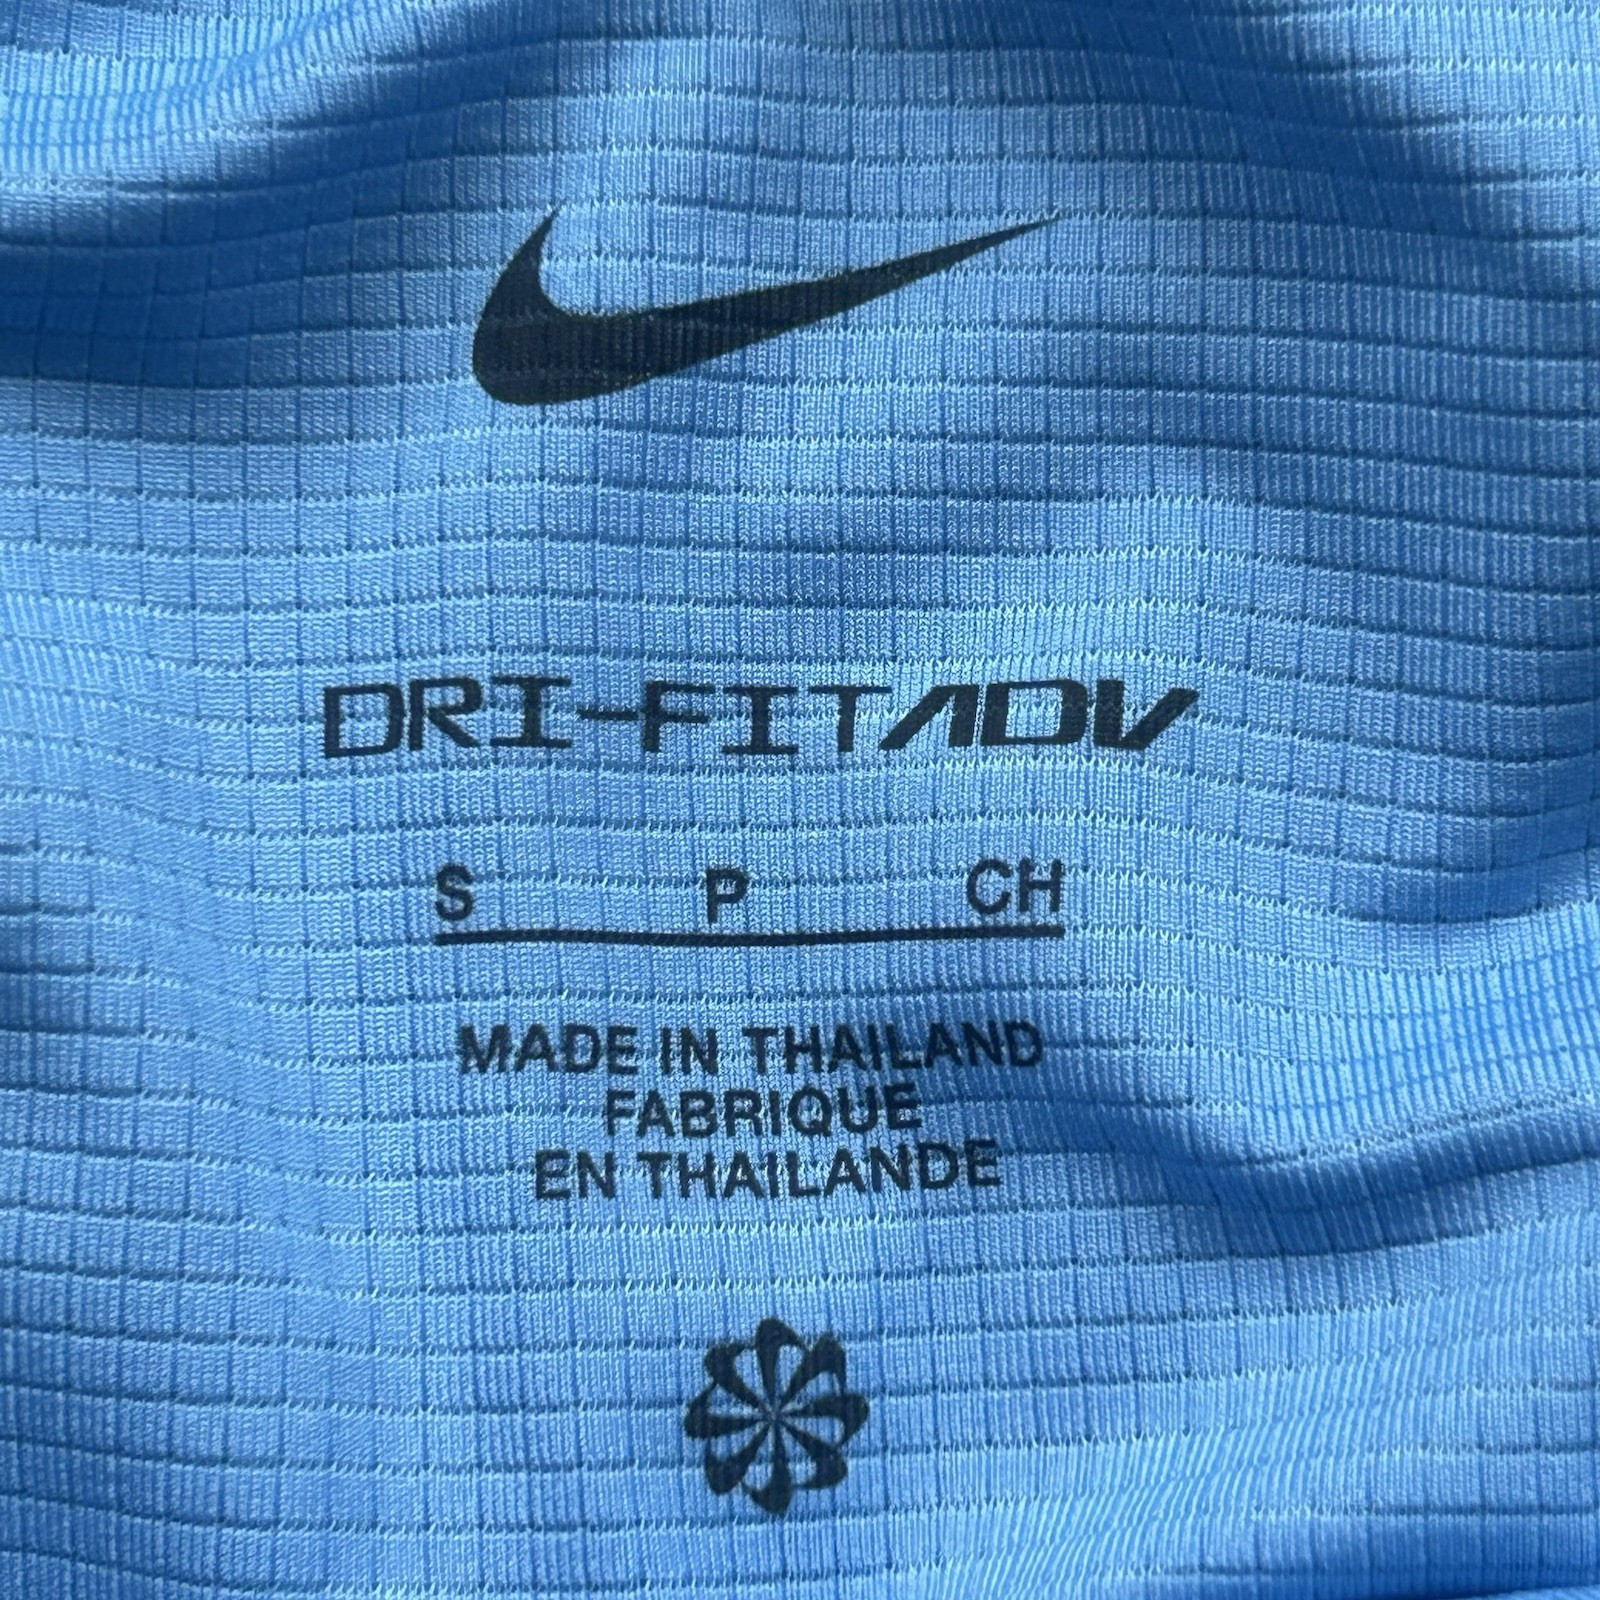 DRI-FIT ADV
S P CH
MADE IN THAILAND
FABRIQUE
EN THAILANDE